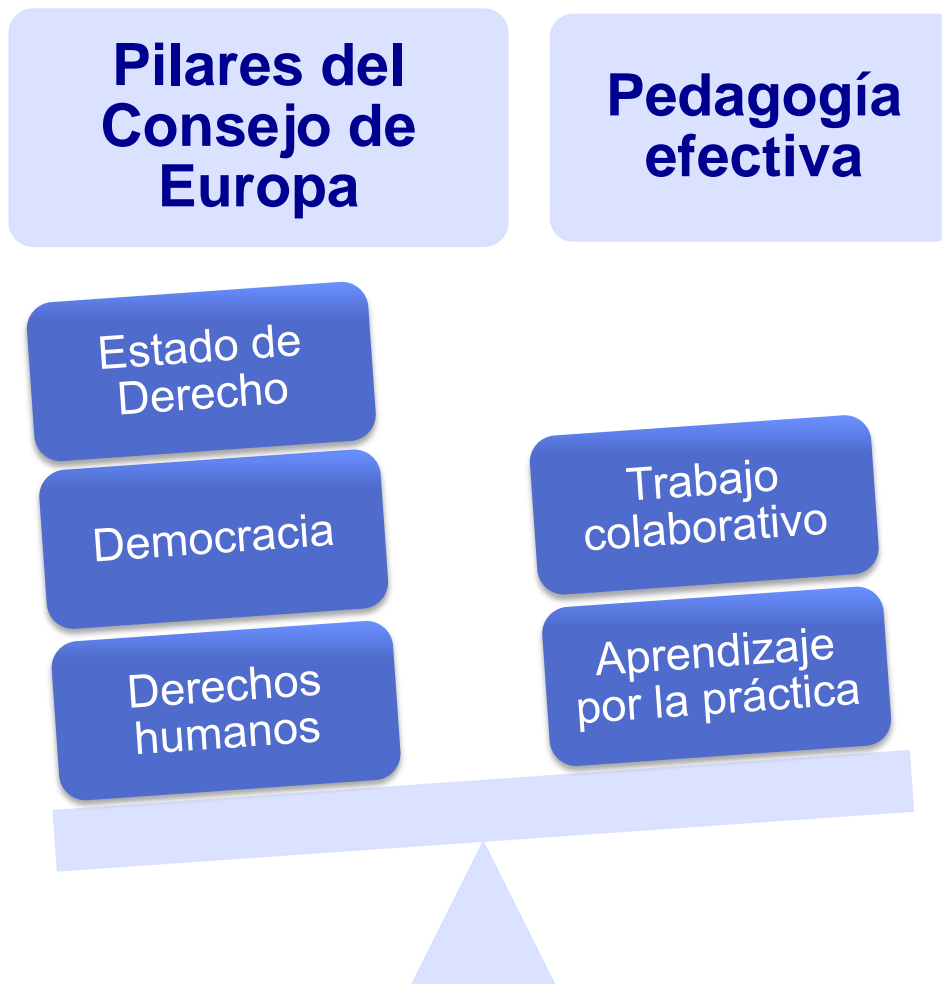 Pilares del
Consejo de
Europa
Pedagogía
efectiva
Estado de
Derecho
Democracia
Derechos
humanos
Trabajo
colaborativo
Aprendizaje
por la práctica